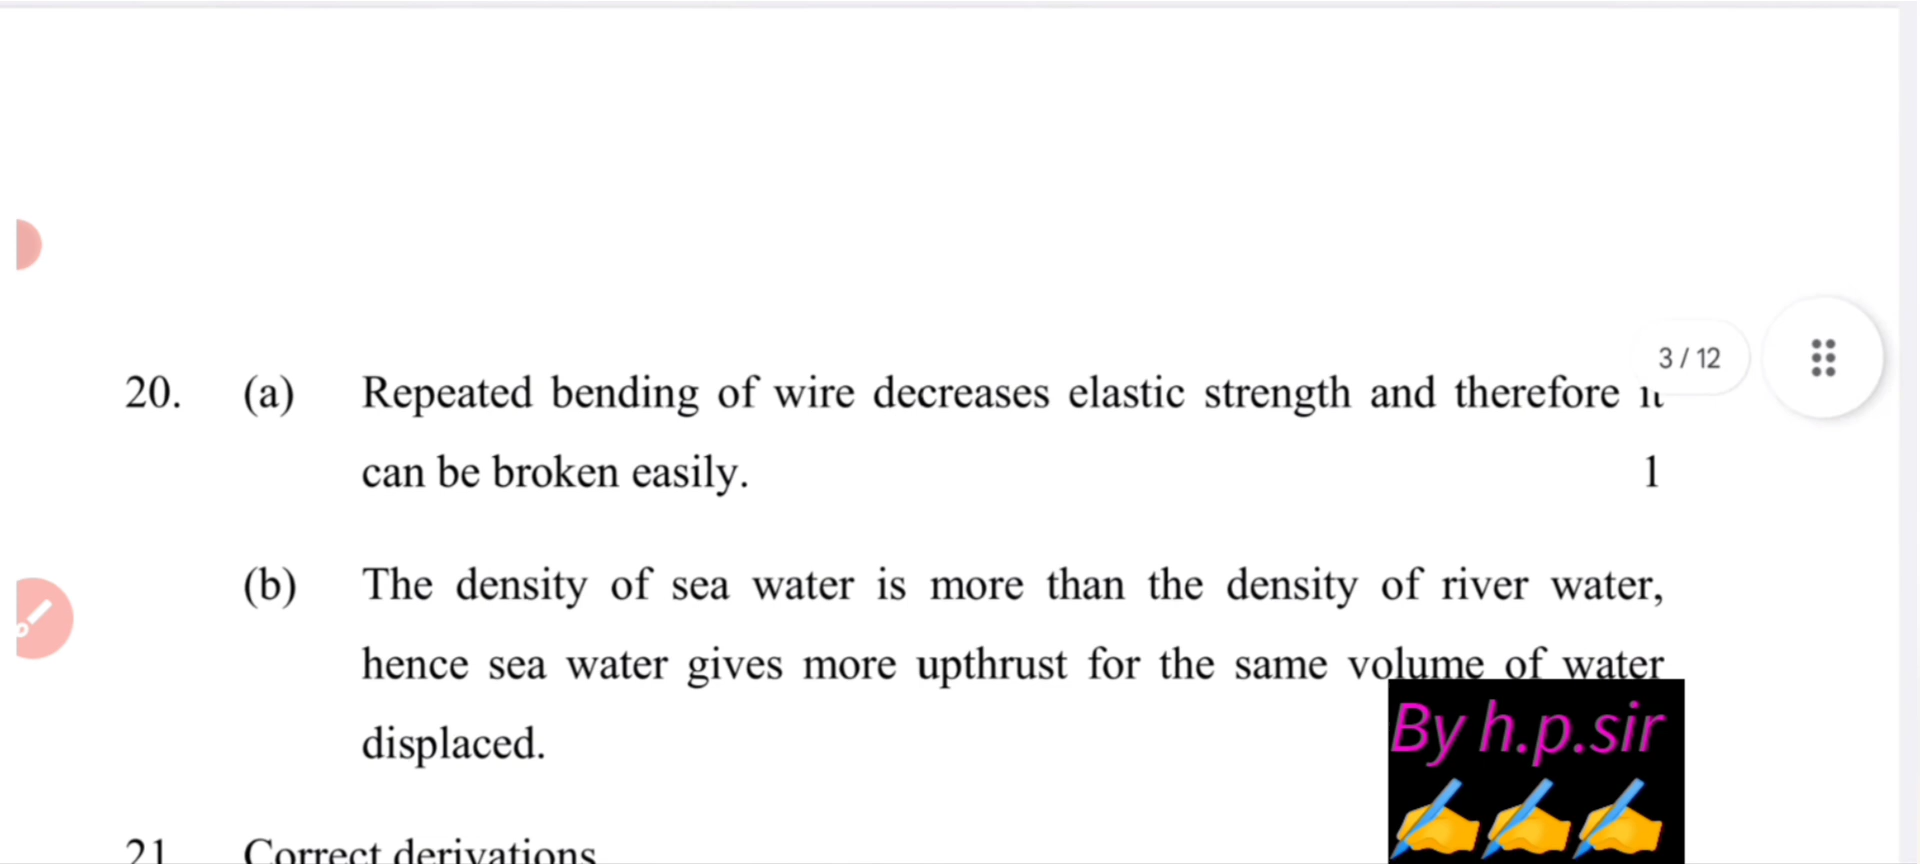 3 / 12
20. (a) Repeated bending of wire decreases elastic strength and therefore it
can be broken easily. 1
(b) The density of sea water is more than the density of river water,
hence sea water gives more upthrust for the same volume of water
displaced.
By h.p.sir
21 Correct derivations